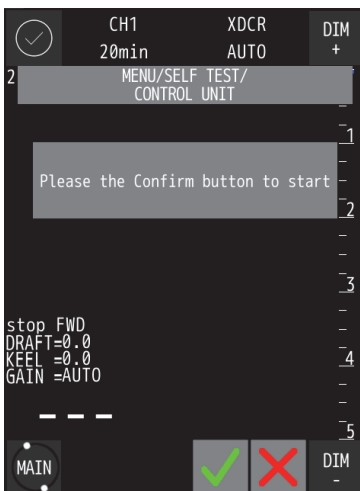 CH1 XDCR DIM
20min AUTO +
2 MENU/SELF TEST/
CONTROL UNIT
1
Please the Confirm button to start
2
3
stop FWD
DRAFT=0.0
KEEL =0.0
4
GAIN =AUTO
- - -
5
MAIN DIM
-